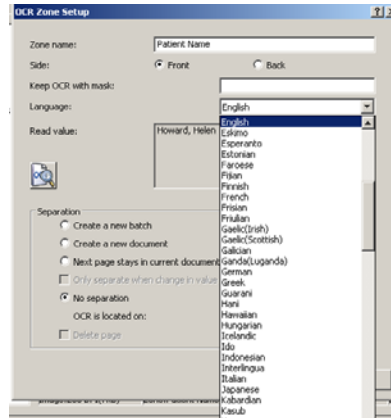 OCR Zone Setup
Zone name:
Patient Name
Side:
Front
Back
Keep OCR with mask:
Language:
English
Read value:
Howard, Helen
English
Eskimo
Esperanto
Estonian
Faroese
Fijian
Finnish
French
Frisian
Friulian
Gaelic(Irish)
Gaelic(Scottish)
Galician
Ganda(Luganda)
German
Greek
Guarani
Hani
Hawaiian
Hungarian
Icelandic
Ido
Indonesian
Interlingua
Italian
Japanese
Kabardian
Kasub
Separation
Create a new batch
Create a new document
Next page stays in current document
Only separate when change in value
No separation
OCR is located on:
Delete page